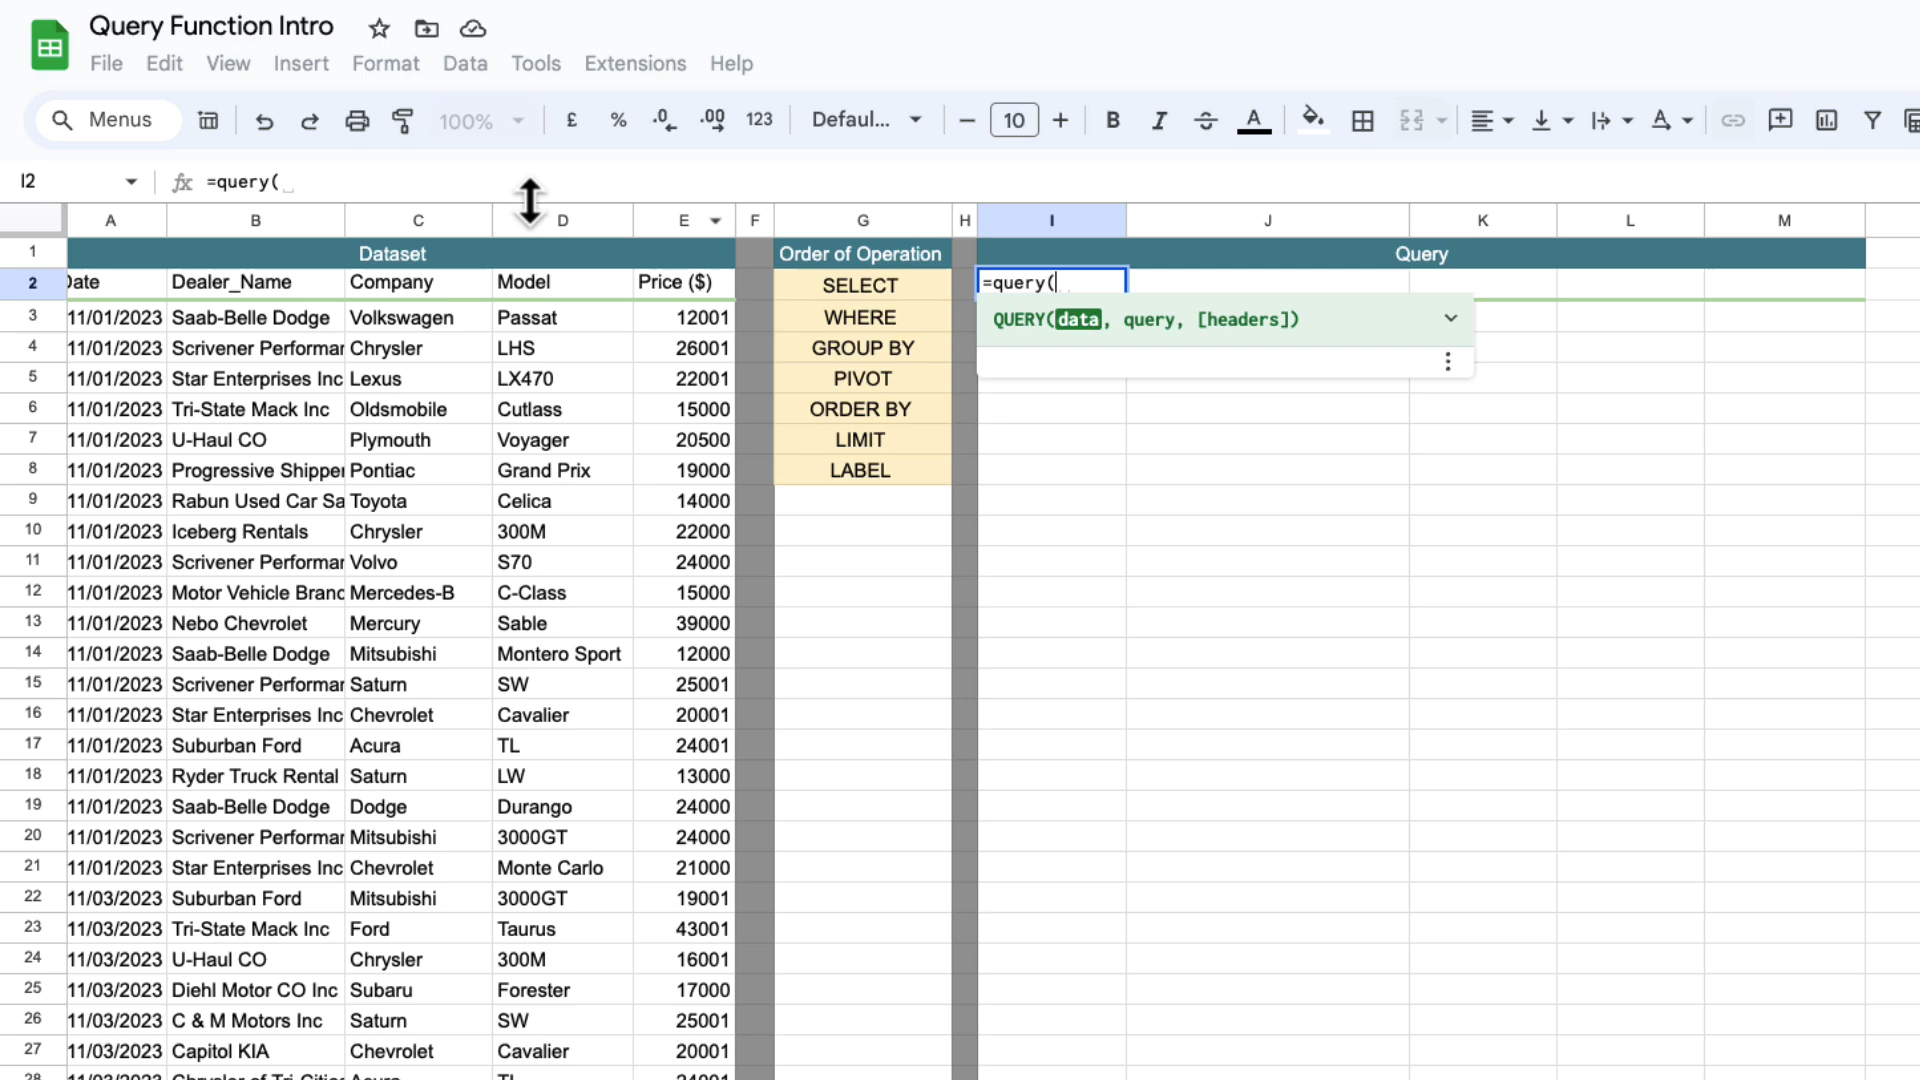 Query Function Intro
File Edit View Insert Format Data Tools Extensions Help
Menus 100% £ % .0 .00 123 Defaul... 10 B I A
I2 fx =query(
A B C D E F G H I J K L M
1 Dataset Order of Operation Query
2 Date Dealer_Name Company Model Price ($) SELECT =query(
3 11/01/2023 Saab-Belle Dodge Volkswagen Passat 12001 WHERE QUERY(data, query, [headers])
4 11/01/2023 Scrivener Performar Chrysler LHS 26001 GROUP BY
5 11/01/2023 Star Enterprises Inc Lexus LX470 22001 PIVOT
6 11/01/2023 Tri-State Mack Inc Oldsmobile Cutlass 15000 ORDER BY
7 11/01/2023 U-Haul CO Plymouth Voyager 20500 LIMIT
8 11/01/2023 Progressive Shipper Pontiac Grand Prix 19000 LABEL
9 11/01/2023 Rabun Used Car Sa Toyota Celica 14000
10 11/01/2023 Iceberg Rentals Chrysler 300M 22000
11 11/01/2023 Scrivener Performar Volvo S70 24000
12 11/01/2023 Motor Vehicle Branc Mercedes-B C-Class 15000
13 11/01/2023 Nebo Chevrolet Mercury Sable 39000
14 11/01/2023 Saab-Belle Dodge Mitsubishi Montero Sport 12000
15 11/01/2023 Scrivener Performar Saturn SW 25001
16 11/01/2023 Star Enterprises Inc Chevrolet Cavalier 20001
17 11/01/2023 Suburban Ford Acura TL 24001
18 11/01/2023 Ryder Truck Rental Saturn LW 13000
19 11/01/2023 Saab-Belle Dodge Dodge Durango 24000
20 11/01/2023 Scrivener Performar Mitsubishi 3000GT 24000
21 11/01/2023 Star Enterprises Inc Chevrolet Monte Carlo 21000
22 11/03/2023 Suburban Ford Mitsubishi 3000GT 19001
23 11/03/2023 Tri-State Mack Inc Ford Taurus 43001
24 11/03/2023 U-Haul CO Chrysler 300M 16001
25 11/03/2023 Diehl Motor CO Inc Subaru Forester 17000
26 11/03/2023 C & M Motors Inc Saturn SW 25001
27 11/03/2023 Capitol KIA Chevrolet Cavalier 20001